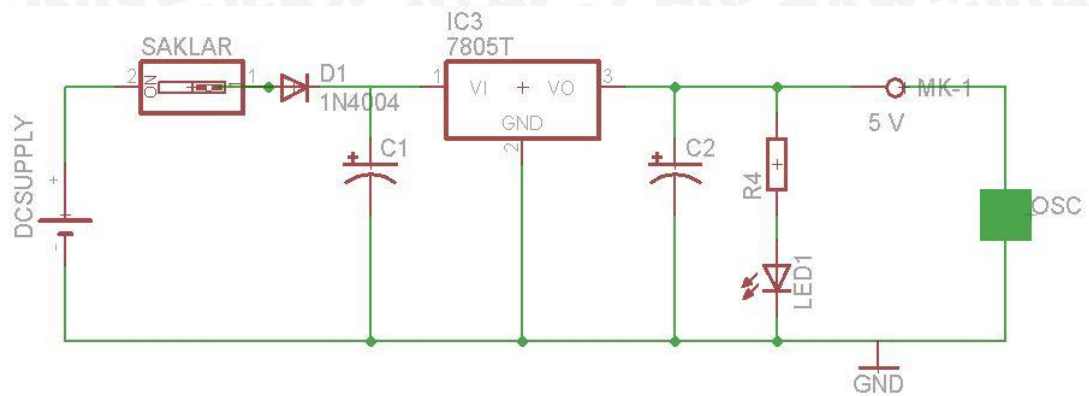 IC3
7805T
SAKLAR
2
ON
1
D1
1N4004
1
VI
VO
3
GND
2
MK-1
5 V
DCSUPPLY
+
-
+
C1
+
C2
R4
OSC
LED1
GND